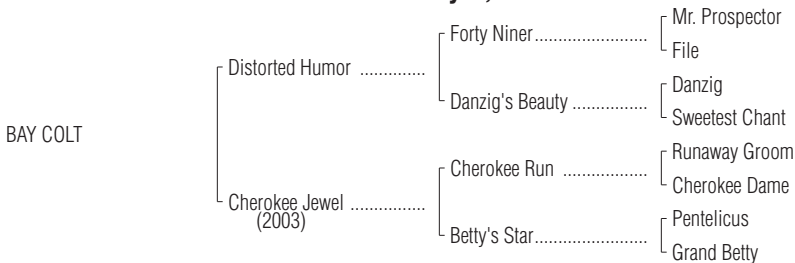 Mr. Prospector
Forty Niner........................
File
Distorted Humor ..............
Danzig
Danzig's Beauty ................
Sweetest Chant
BAY COLT
Runaway Groom
Cherokee Run ..................
Cherokee Dame
Cherokee Jewel ................
(2003)
Pentelicus
Betty's Star........................
Grand Betty